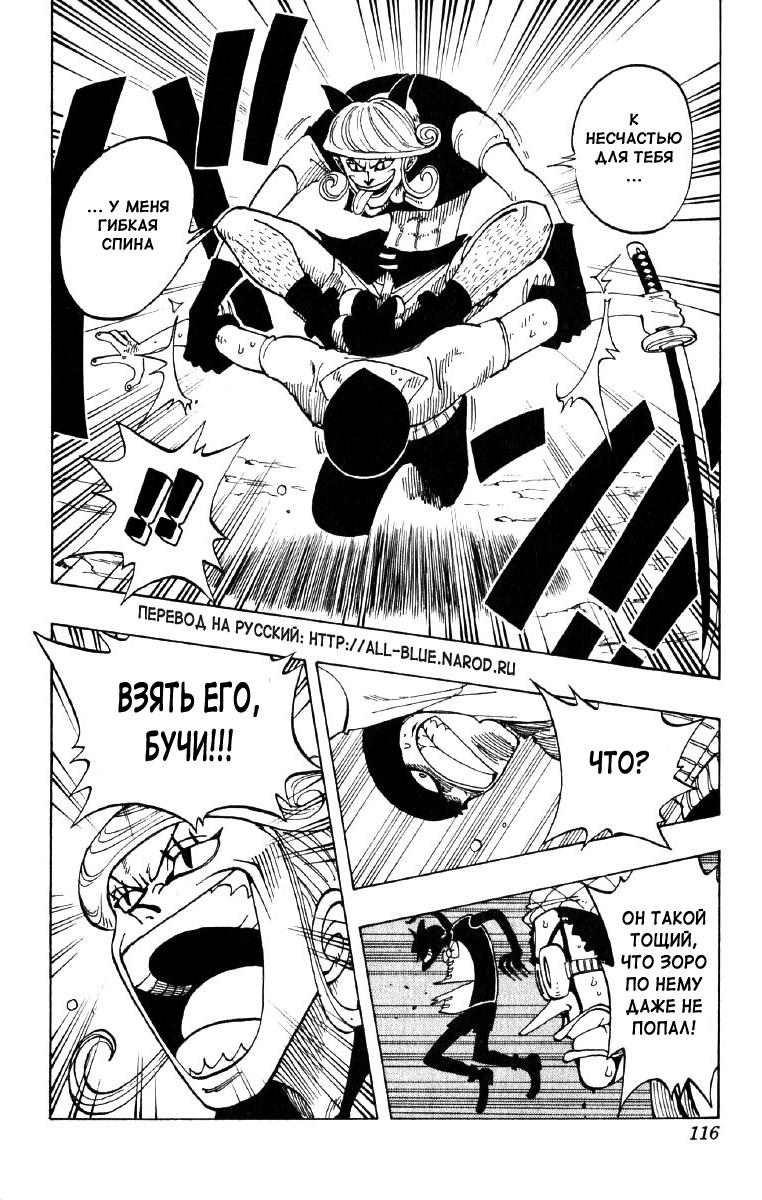 К
НЕСЧАСТЬЮ
ДЛЯ ТЕБЯ
...
... У МЕНЯ
ГИБКАЯ
СПИНА
!!
ПЕРЕВОД НА РУССКИЙ: HTTP://ALL-BLUE.NAROD.RU
ВЗЯТЬ ЕГО,
БУЧИ!!!
ЧТО?
ОН ТАКОЙ
ТОЩИЙ,
ЧТО ЗОРО
ПО НЕМУ
ДАЖЕ НЕ
ПОПАЛ!
116